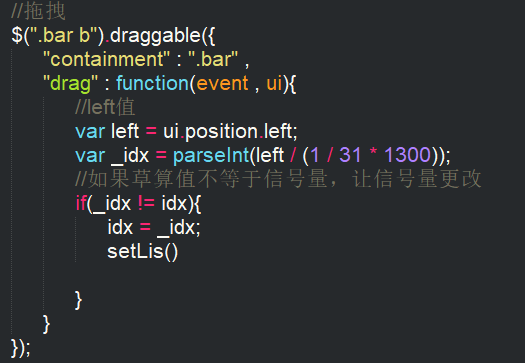 //拖拽
$(".bar b").draggable({
"containment" : ".bar" ,
"drag" : function(event , ui){
//left值
var left = ui.position.left;
var _idx = parseInt(left / (1 / 31 * 1300));
//如果草算值不等于信号量，让信号量更改
if(_idx != idx){
idx = _idx;
setLis()
}
}
});